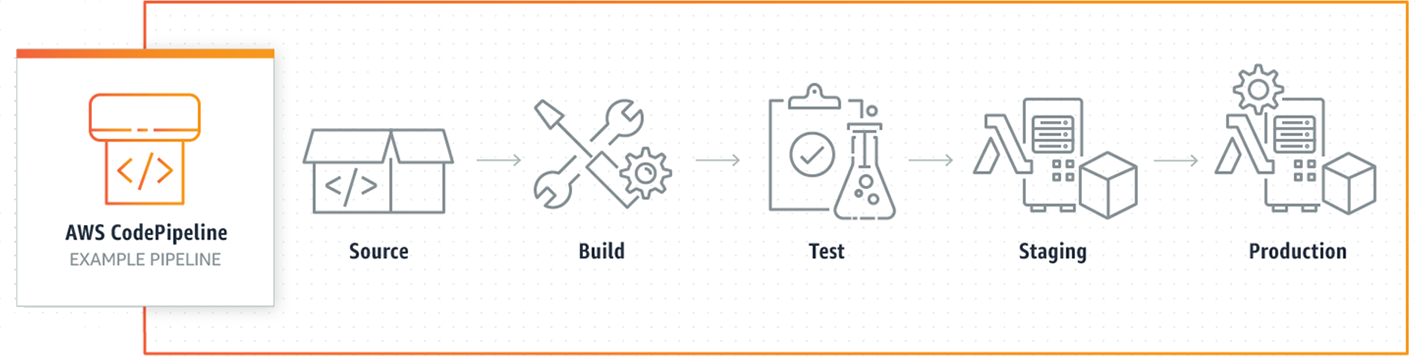 AWS CodePipeline
EXAMPLE PIPELINE
</>
</>
Source
Build
Test
Staging
Production